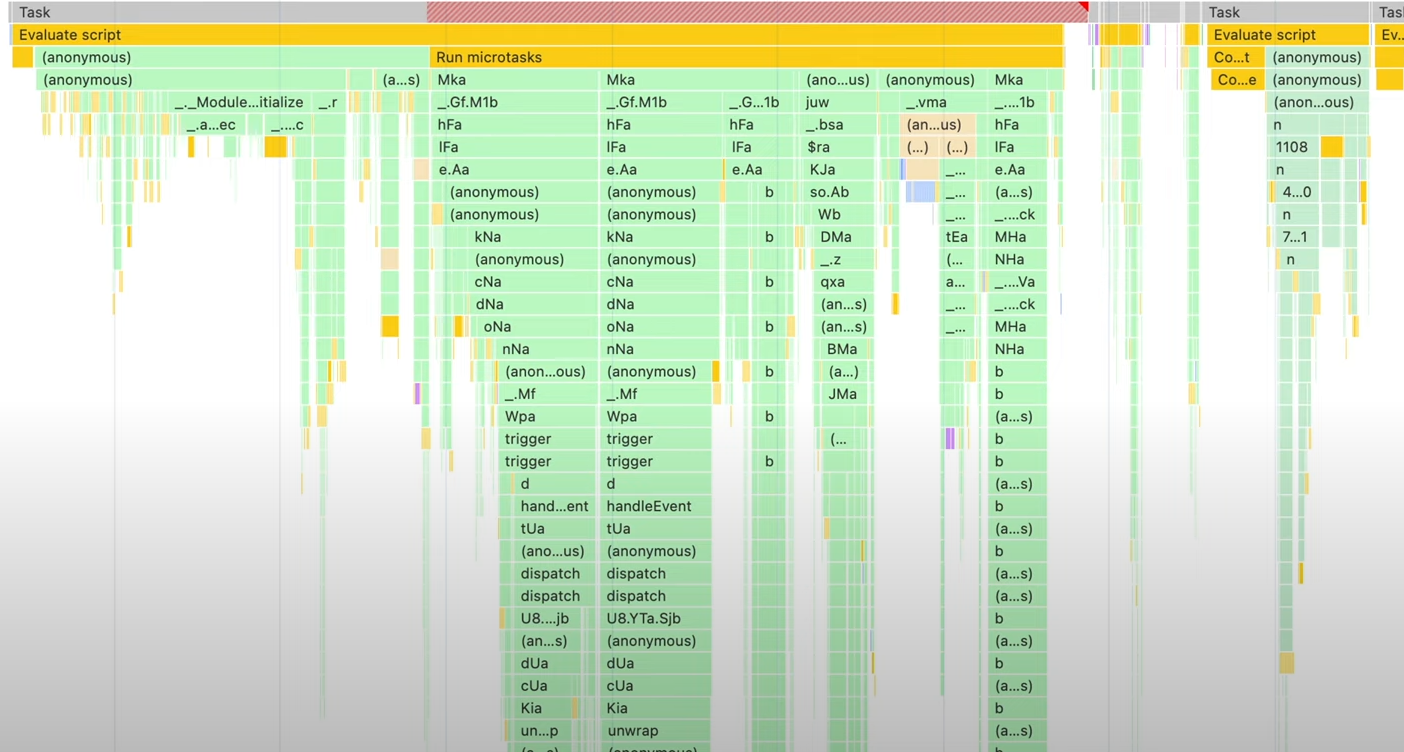 Task Task Tas
Evaluate script Evaluate script Ev...
(anonymous) Run microtasks Co...t (anonymous)
(anonymous) (a...s) Mka Mka (ano...us) (anonymous) Mka Co...e (anonymous)
_._Module...itialize _.r _.Gf.M1b _.Gf.M1b _.G...1b juw _.vma _....1b (anon...ous)
_.a...ec _....c hFa hFa hFa _.bsa (an...us) hFa n
lFa lFa lFa $ra (...) (...) lFa 1108
e.Aa e.Aa e.Aa KJa _... e.Aa n
(anonymous) (anonymous) b so.Ab _... (a...s) 4...0
(anonymous) (anonymous) Wb _... _....ck n
kNa kNa b DMa tEa MHa 7...1
(anonymous) (anonymous) _.z (... NHa n
cNa cNa b qxa a... _....Va
dNa dNa (an...s) _... _....ck
oNa oNa b (an...s) _... MHa
nNa nNa BMa NHa
(anon...ous) (anonymous) b (a...) b
_.Mf _.Mf JMa b
Wpa Wpa b (a...s)
trigger trigger (... b
trigger trigger b b
d d (a...s)
hand...ent handleEvent b
tUa tUa (a...s)
(ano...us) (anonymous) b
dispatch dispatch (a...s)
dispatch dispatch (a...s)
U8....jb U8.YTa.Sjb b
(an...s) (anonymous) (a...s)
dUa dUa b
cUa cUa (a...s)
Kia Kia b
un...p unwrap (a...s)
(a...s) (anonymous) b